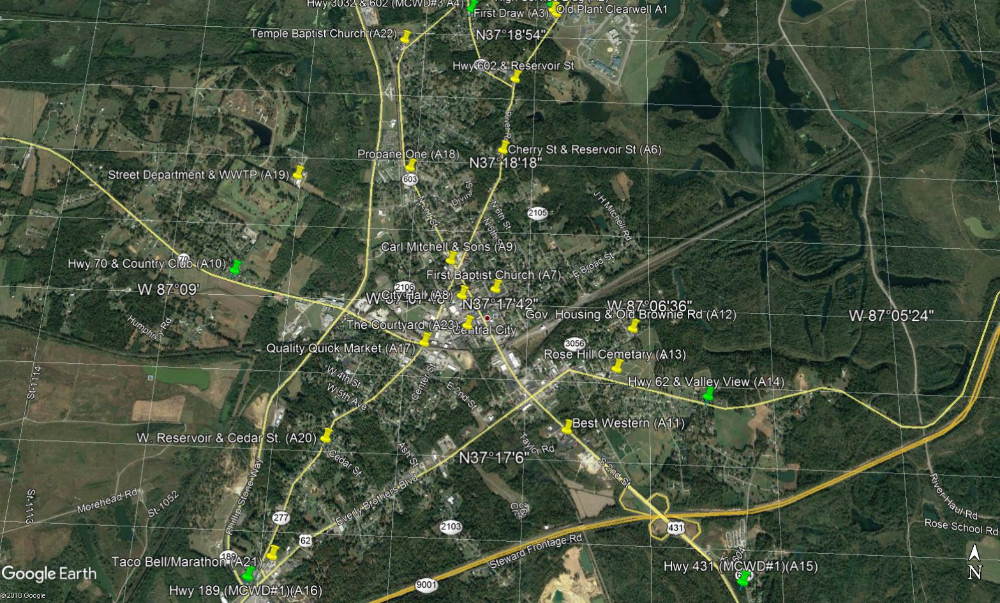 Hwy 3032 & 602 (MCWD#3 A4)
First Draw (A3)
Old Plant Clearwell A1
Temple Baptist Church (A22)
N37°18'54"
Hwy 602 & Reservoir St
River Rd
Cherry St & Reservoir St (A6)
Propane One (A18)
N37°18'18"
Street Department & WWTP (A19)
603
Divine St
N 2nd St
N 6th St
N 5th St
2105
J H Mitchell Rd
Carl Mitchell & Sons (A9)
70
Hwy 70 & Country Club (A10)
E Broad St
First Baptist Church (A7)
W 87°09'
2106
City Hall (A8)
N37°17'42"
W 87°06'36"
W 87°05'24"
Gov. Housing & Old Brownie Rd (A12)
Humphrey Rd
The Courtyard (A23)
Central City
Quality Quick Market (A17)
3056
Rose Hill Cemetary (A13)
St-1114
W 4th St
W 5th Ave
Center St
E 2nd St
Hwy 62 & Valley View (A14)
Best Western (A11)
W. Reservoir & Cedar St. (A20)
Taylor Rd
Ash St
Cedar St
N37°17'6"
S 2nd St
Phillip Stone Way
Everly Brothers Blvd
Morehead Rd
St-1052
St-1113
River Haul Rd
Rose School Rd
277
62
2103
431
Steward Frontage Rd
189
Taco Bell/Marathon (A21)
Hwy 431 (MCWD#1)(A15)
Hwy 189 (MCWD#1)(A16)
9001
N
Google Earth
©2018 Google